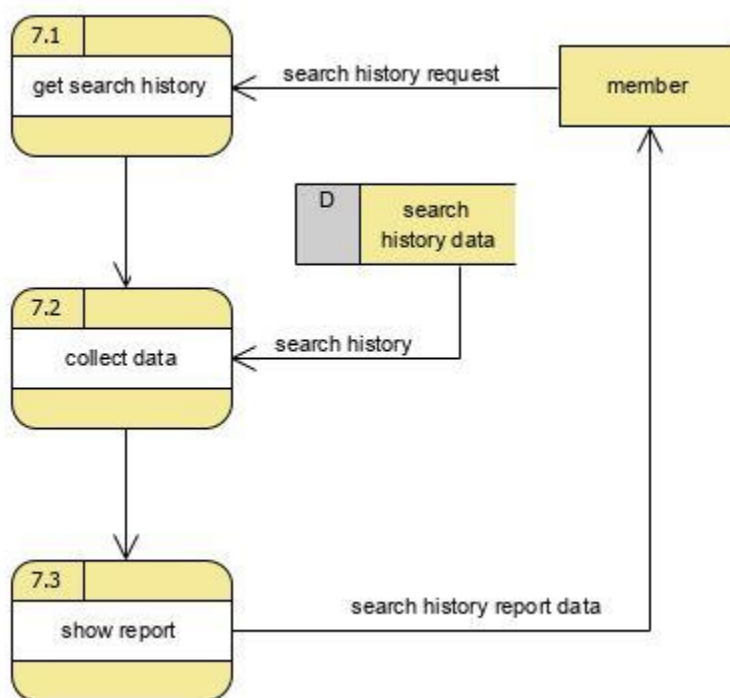 7.1
get search history
search history request
member
D
search
history data
7.2
collect data
search history
7.3
show report
search history report data